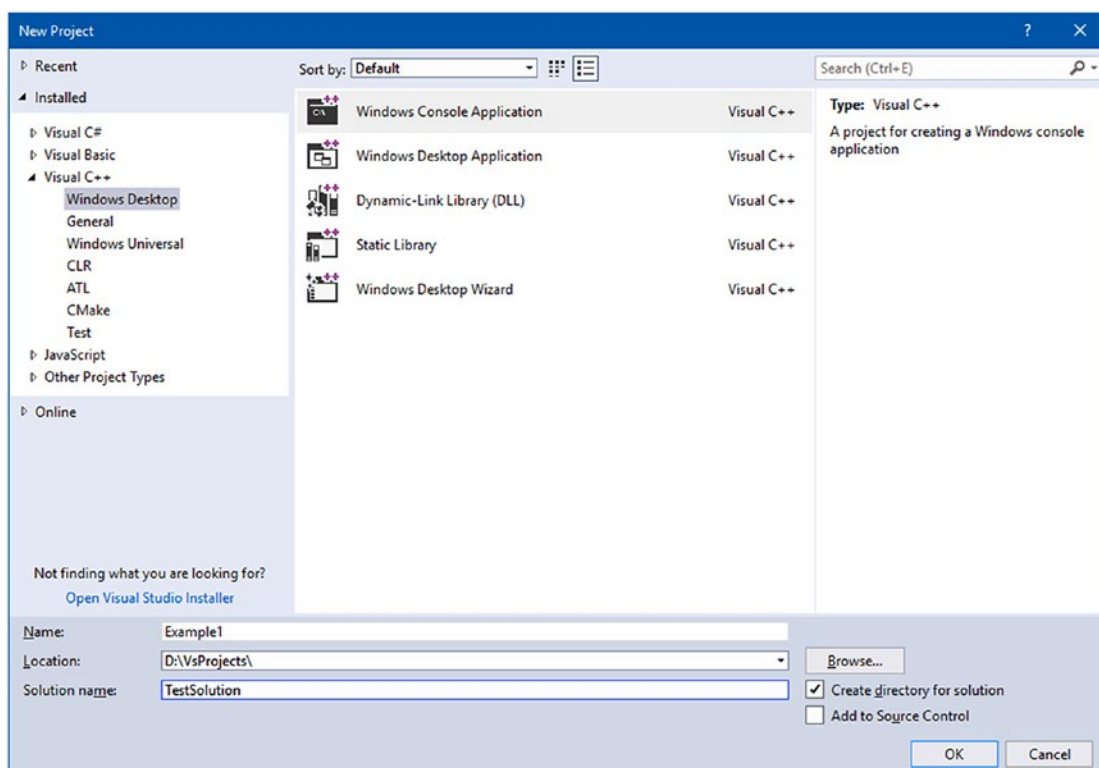 New Project
Recent
Installed
Visual C#
Visual Basic
Visual C++
Windows Desktop
General
Windows Universal
CLR
ATL
CMake
Test
JavaScript
Other Project Types
Online
Not finding what you are looking for?
Open Visual Studio Installer
Sort by: Default
Windows Console Application Visual C++
Windows Desktop Application Visual C++
Dynamic-Link Library (DLL) Visual C++
Static Library Visual C++
Windows Desktop Wizard Visual C++
Search (Ctrl+E)
Type: Visual C++
A project for creating a Windows console
application
Name: Example1
Location: D:\VsProjects\
Browse...
Solution name: TestSolution
Create directory for solution
Add to Source Control
OK Cancel